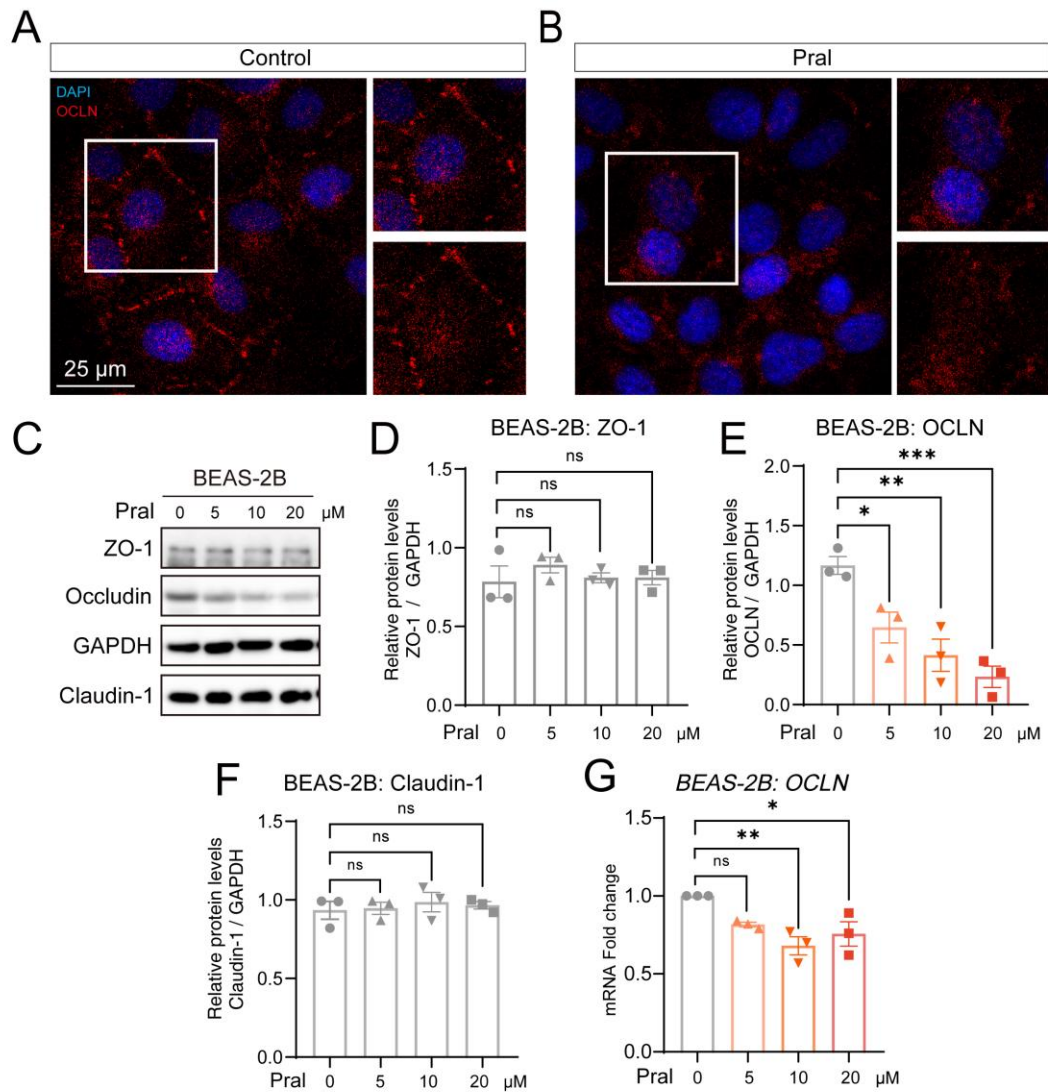 A
Control
DAPI
OCLN
25 µm
B
Pral
C
BEAS-2B
Pral 0 5 10 20 µM
ZO-1
Occludin
GAPDH
Claudin-1
D
BEAS-2B: ZO-1
Relative protein levels
ZO-1 / GAPDH
1.5
1.0
0.5
0.0
ns
ns
ns
Pral 0 5 10 20 µM
E
BEAS-2B: OCLN
Relative protein levels
OCLN / GAPDH
2.0
1.5
1.0
0.5
0.0
***
**
*
Pral 0 5 10 20 µM
F
BEAS-2B: Claudin-1
Relative protein levels
Claudin-1 / GAPDH
1.5
1.0
0.5
0.0
ns
ns
ns
Pral 0 5 10 20 µM
G
BEAS-2B: OCLN
mRNA Fold change
1.5
1.0
0.5
0.0
*
**
ns
Pral 0 5 10 20 µM